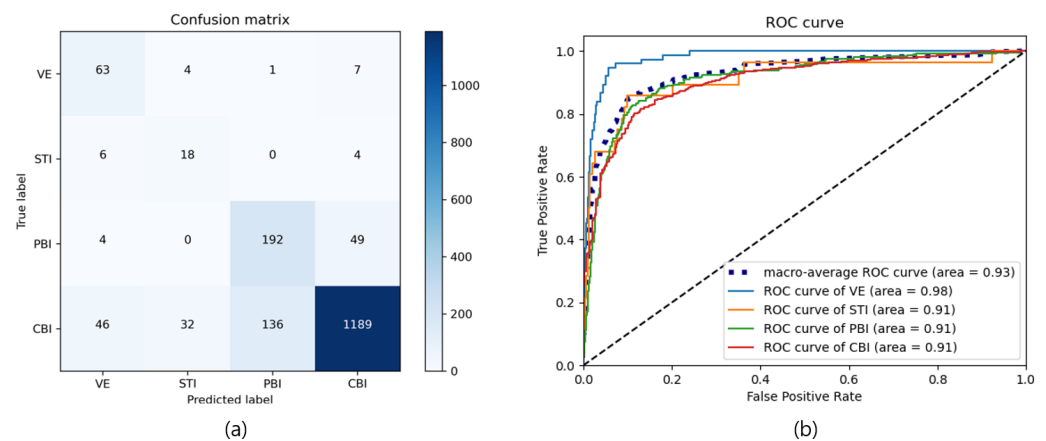 Confusion matrix
True label
VE
STI
PBI
CBI
63 4 1 7
6 18 0 4
4 0 192 49
46 32 136 1189
VE STI PBI CBI
Predicted label
1000
800
600
400
200
0
(a)
ROC curve
True Positive Rate
1.0
0.8
0.6
0.4
0.2
0.0
macro-average ROC curve (area = 0.93)
ROC curve of VE (area = 0.98)
ROC curve of STI (area = 0.91)
ROC curve of PBI (area = 0.91)
ROC curve of CBI (area = 0.91)
0.0 0.2 0.4 0.6 0.8 1.0
False Positive Rate
(b)